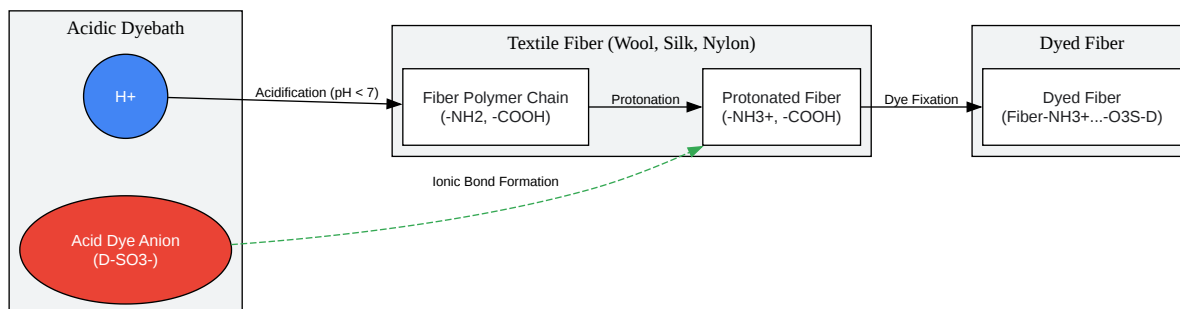 Acidic Dyebath
H+
Acid Dye Anion
(D-SO3-)
Acidification (pH < 7)
Ionic Bond Formation
Textile Fiber (Wool, Silk, Nylon)
Fiber Polymer Chain
(-NH2, -COOH)
Protonation
Protonated Fiber
(-NH3+, -COOH)
Dye Fixation
Dyed Fiber
Dyed Fiber
(Fiber-NH3+...-O3S-D)